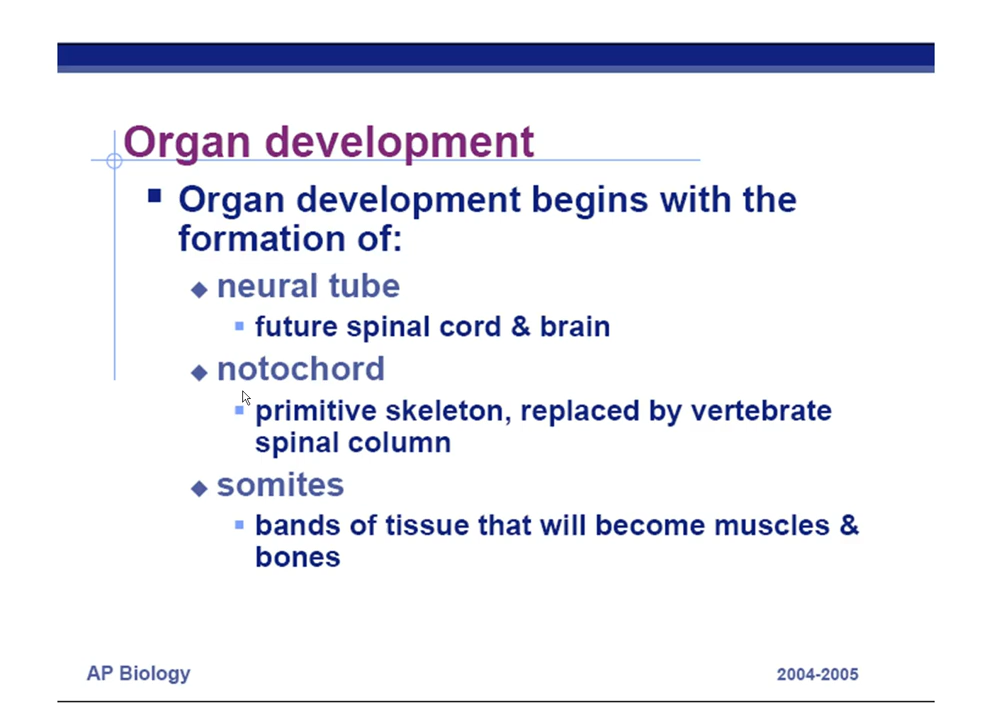 Organ development
Organ development begins with the
formation of:
neural tube
future spinal cord & brain
notochord
primitive skeleton, replaced by vertebrate
spinal column
somites
bands of tissue that will become muscles &
bones
AP Biology
2004-2005